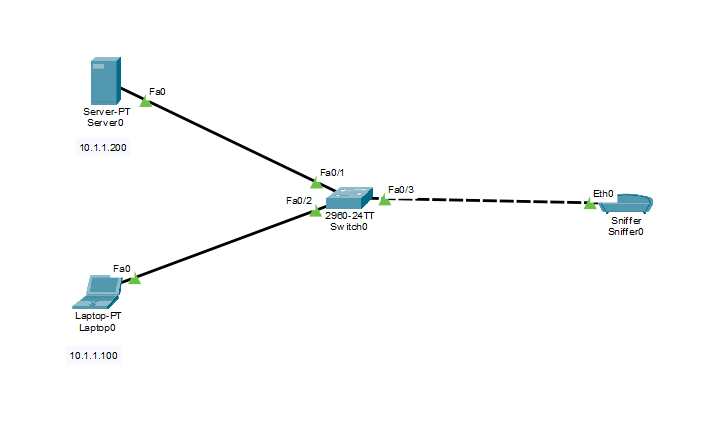 Fa0
Server-PT
Server0
10.1.1.200
Fa0/1
Fa0/2
Fa0/3
2960-24TT
Switch0
Eth0
Sniffer
Sniffer0
Fa0
Laptop-PT
Laptop0
10.1.1.100